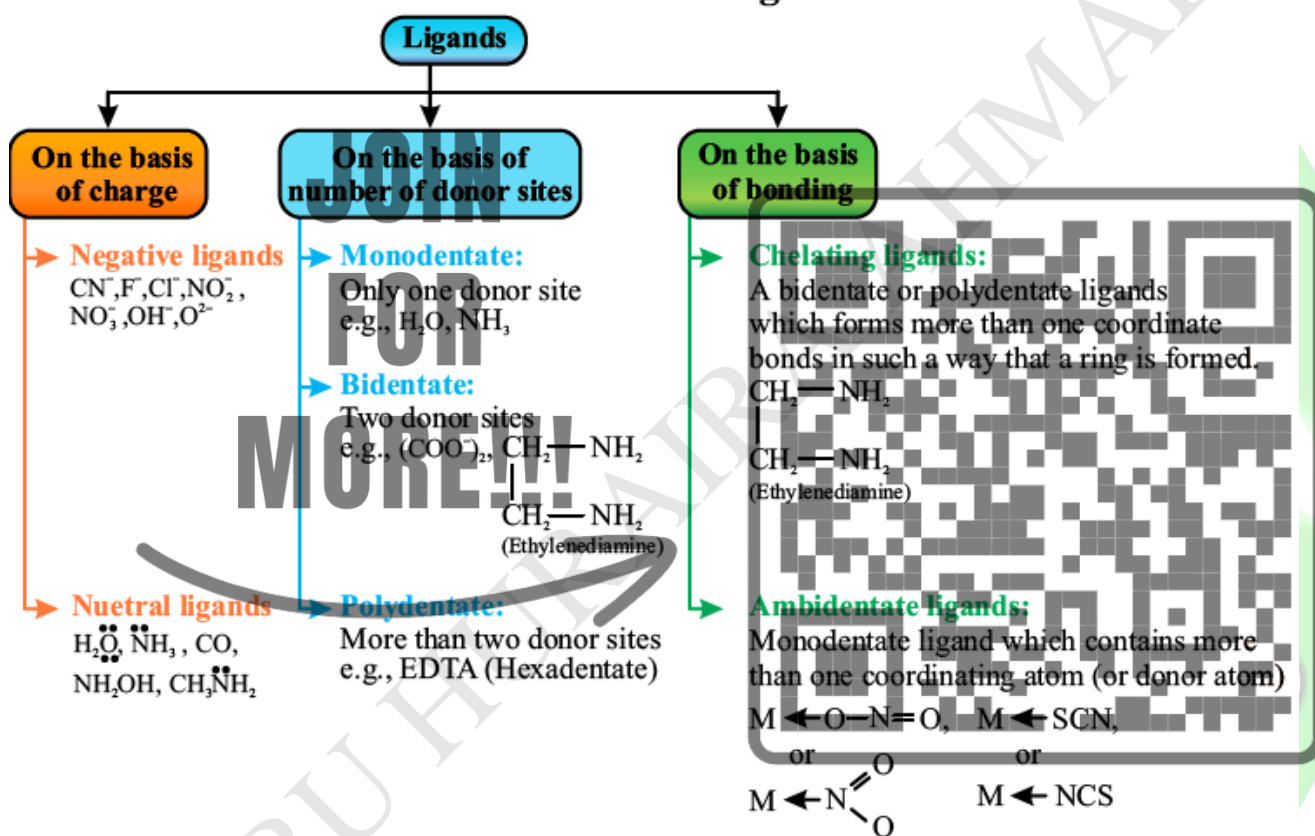 Ligands
On the basis
of charge
On the basis of
number of donor sites
On the basis
of bonding
Negative ligands
CN⁻,F⁻,Cl⁻,NO₂⁻,
NO₃⁻,OH⁻,O²⁻
Nuetral ligands
H₂Ö, N̈H₃, CO,
N̈H₂OH, CH₃N̈H₂
Monodentate:
Only one donor site
e.g., H₂O, NH₃
Bidentate:
Two donor sites
e.g., (COO⁻)₂, CH₂—NH₂
CH₂—NH₂
(Ethylenediamine)
Polydentate:
More than two donor sites
e.g., EDTA (Hexadentate)
Chelating ligands:
A bidentate or polydentate ligands
which forms more than one coordinate
bonds in such a way that a ring is formed.
CH₂—NH₂
CH₂—NH₂
(Ethylenediamine)
Ambidentate ligands:
Monodentate ligand which contains more
than one coordinating atom (or donor atom)
M←O—N=O, M←SCN,
or or
O
M←N M←NCS
O
JOIN
FOR
MORE!!!
HURAIRA AHMA